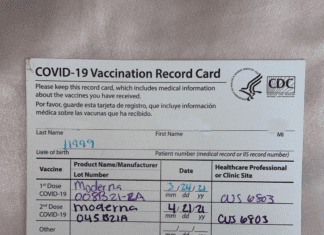 COVID-19 Vaccination Record Card
Please keep this record card, which includes medical information
about the vaccines you have received.
Por favor, guarde esta tarjeta de registro, que incluye información
médica sobre las vacunas que ha recibido.
CDC
Last Name First Name MI
Date of birth Patient number (medical record or IIS record number)
Vaccine Product Name/Manufacturer Date Healthcare Professional
Lot Number or Clinic Site
1st Dose Moderna 3/24/21 CVS 6803
COVID-19 008B21-2A mm dd yy
2nd Dose Moderna 4/21/21 CVS 6803
COVID-19 045B21A mm dd yy
Other